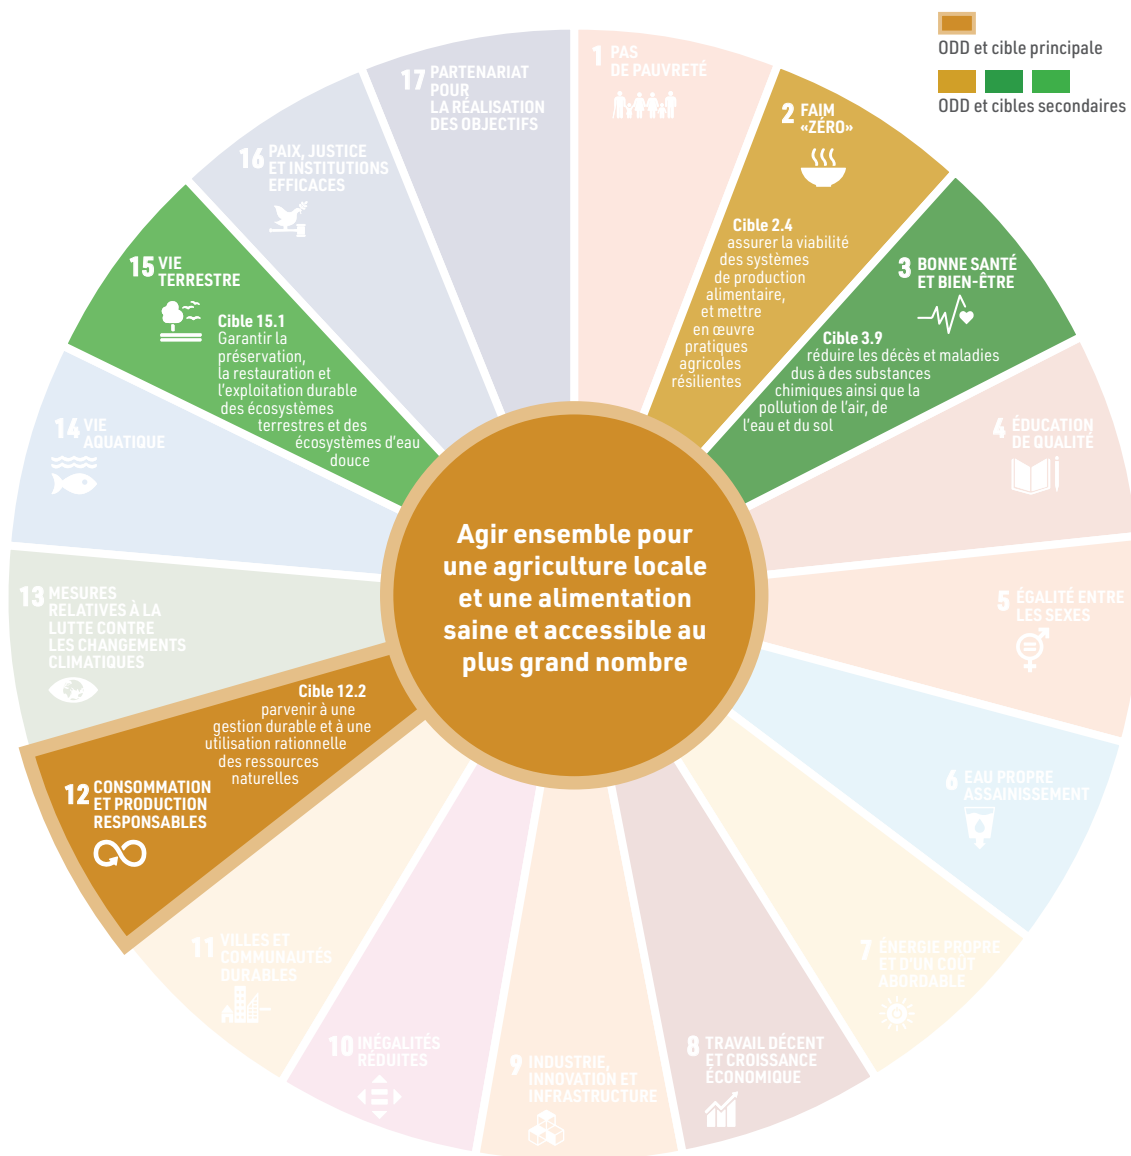 ODD et cible principale
ODD et cibles secondaires
1 PAS
DE PAUVRETÉ
2 FAIM
«ZÉRO»
Cible 2.4
assurer la viabilité
des systèmes
de production
alimentaire,
et mettre
en œuvre
pratiques
agricoles
résilientes
3 BONNE SANTÉ
ET BIEN-ÊTRE
Cible 3.9
réduire les décès et maladies
dus à des substances
chimiques ainsi que la
pollution de l'air, de
l'eau et du sol
4 ÉDUCATION
DE QUALITÉ
5 ÉGALITÉ ENTRE
LES SEXES
6 EAU PROPRE
ASSAINISSEMENT
7 ÉNERGIE PROPRE
ET D'UN COÛT
ABORDABLE
8 TRAVAIL DÉCENT
ET CROISSANCE
ÉCONOMIQUE
9 INDUSTRIE,
INNOVATION ET
INFRASTRUCTURE
10 INÉGALITÉS
RÉDUITES
11 VILLES ET
COMMUNAUTÉS
DURABLES
12 CONSOMMATION
ET PRODUCTION
RESPONSABLES
Cible 12.2
parvenir à une
gestion durable et à une
utilisation rationnelle
des ressources
naturelles
13 MESURES
RELATIVES À LA
LUTTE CONTRE
LES CHANGEMENTS
CLIMATIQUES
14 VIE
AQUATIQUE
15 VIE
TERRESTRE
Cible 15.1
Garantir la
préservation,
la restauration et
l'exploitation durable
des écosystèmes
terrestres et des
écosystèmes d'eau
douce
16 PAIX, JUSTICE
ET INSTITUTIONS
EFFICACES
17 PARTENARIAT
POUR
LA RÉALISATION
DES OBJECTIFS
Agir ensemble pour
une agriculture locale
et une alimentation
saine et accessible au
plus grand nombre